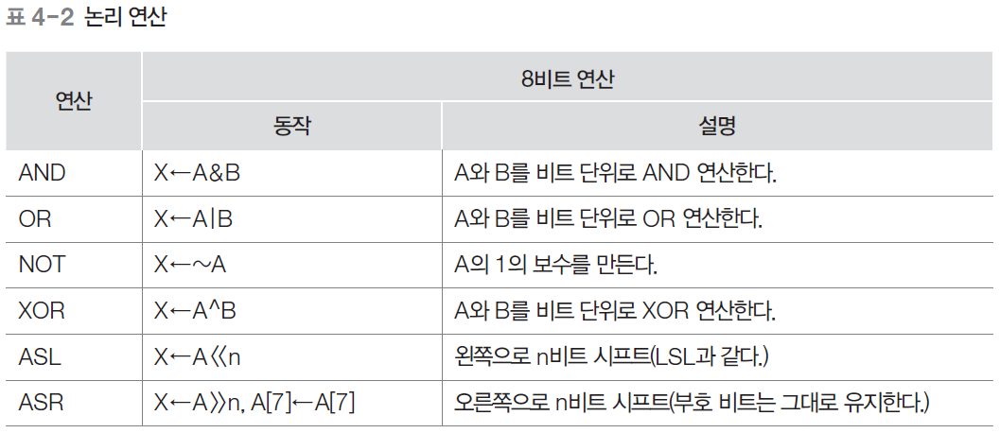 표 4-2 논리 연산
연산 8비트 연산
동작 설명
AND X←A&B A와 B를 비트 단위로 AND 연산한다.
OR X←A|B A와 B를 비트 단위로 OR 연산한다.
NOT X←~A A의 1의 보수를 만든다.
XOR X←A^B A와 B를 비트 단위로 XOR 연산한다.
ASL X←A《n 왼쪽으로 n비트 시프트(LSL과 같다.)
ASR X←A》n, A[7]←A[7] 오른쪽으로 n비트 시프트(부호 비트는 그대로 유지한다.)